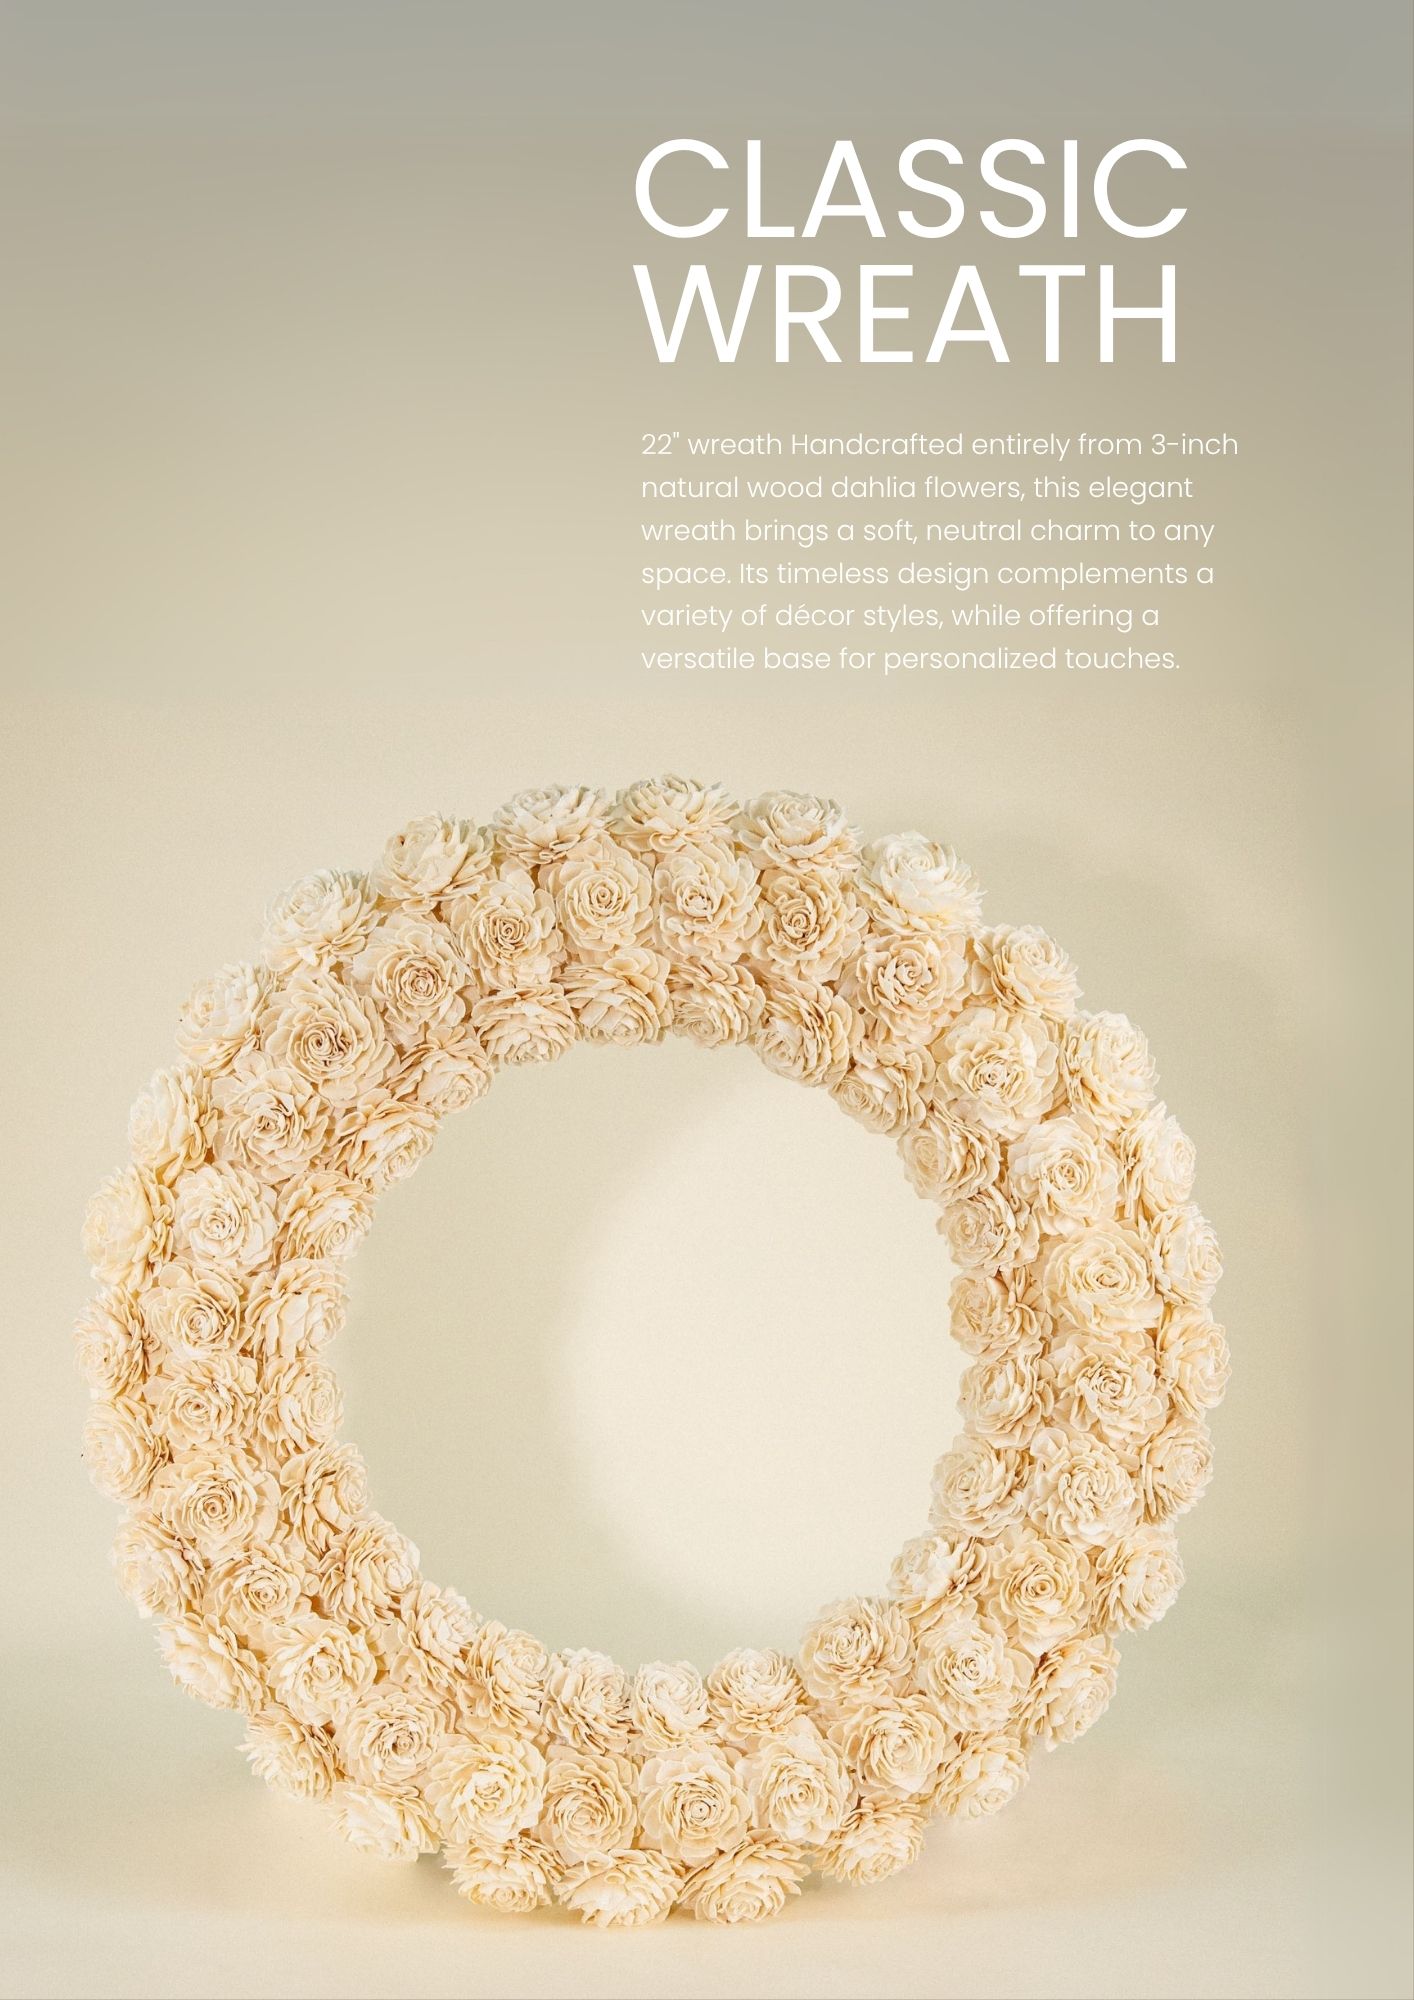 CLASSIC
WREATH
22" wreath Handcrafted entirely from 3-inch
natural wood dahlia flowers, this elegant
wreath brings a soft, neutral charm to any
space. Its timeless design complements a
variety of décor styles, while offering a
versatile base for personalized touches.